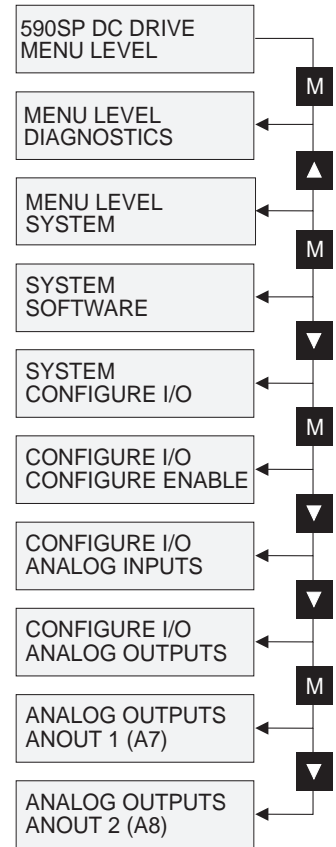 590SP DC DRIVE
MENU LEVEL
M
MENU LEVEL
DIAGNOSTICS
MENU LEVEL
SYSTEM
M
SYSTEM
SOFTWARE
SYSTEM
CONFIGURE I/O
M
CONFIGURE I/O
CONFIGURE ENABLE
CONFIGURE I/O
ANALOG INPUTS
CONFIGURE I/O
ANALOG OUTPUTS
M
ANALOG OUTPUTS
ANOUT 1 (A7)
ANALOG OUTPUTS
ANOUT 2 (A8)